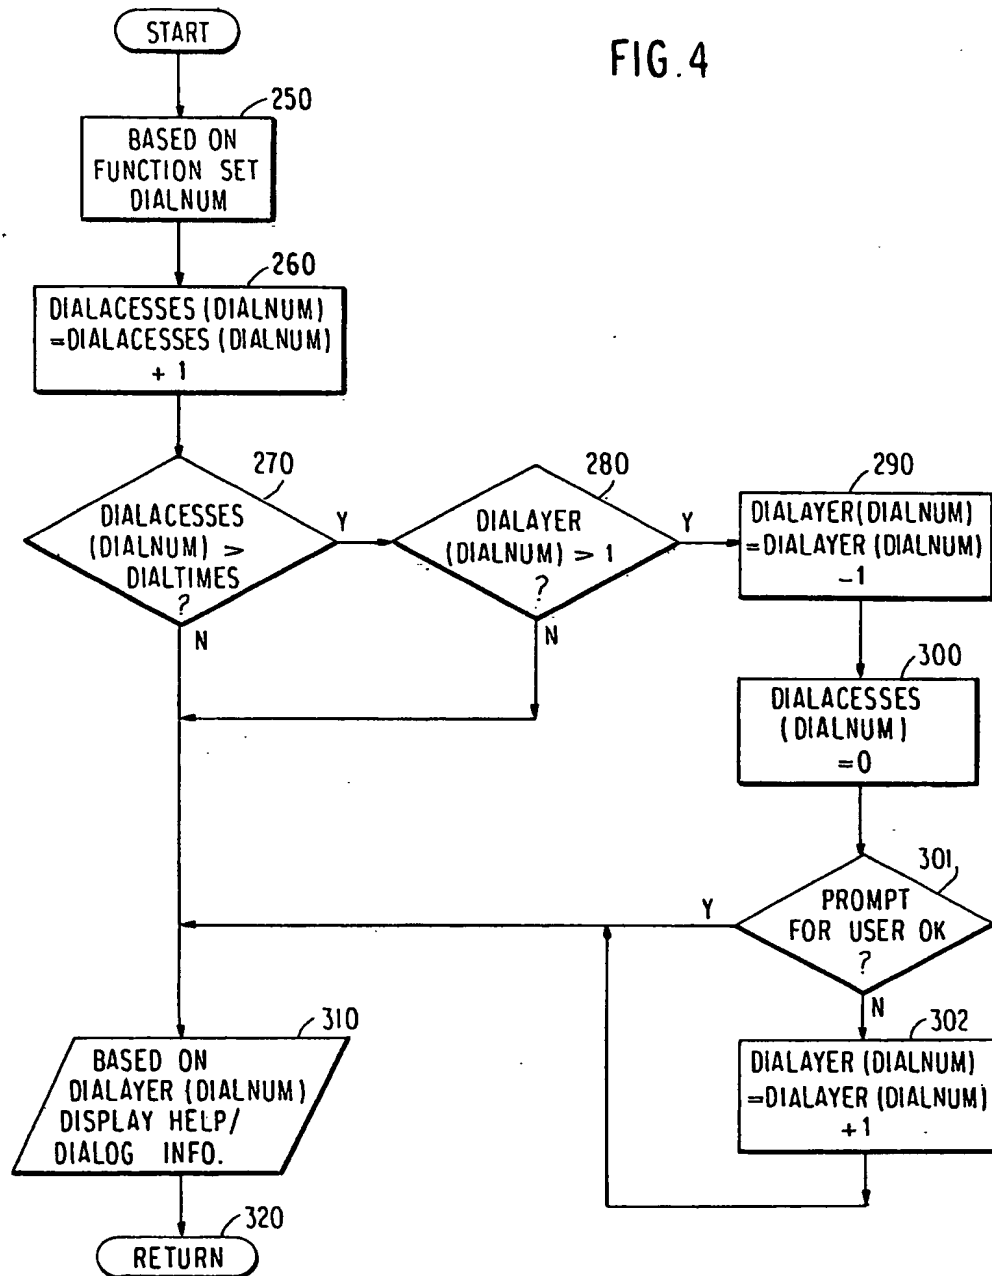 START
FIG.4
250
BASED ON
FUNCTION SET
DIALNUM
260
DIALACESSES (DIALNUM)
=DIALACESSES (DIALNUM)
+ 1
270
DIALACESSES
(DIALNUM) >
DIALTIMES
?
Y
N
280
DIALAYER
(DIALNUM) > 1
?
Y
N
290
DIALAYER(DIALNUM)
=DIALAYER (DIALNUM)
-1
300
DIALACESSES
(DIALNUM)
=0
301
PROMPT
FOR USER OK
?
Y
N
302
DIALAYER (DIALNUM)
=DIALAYER (DIALNUM)
+1
310
BASED ON
DIALAYER (DIALNUM)
DISPLAY HELP/
DIALOG INFO.
320
RETURN